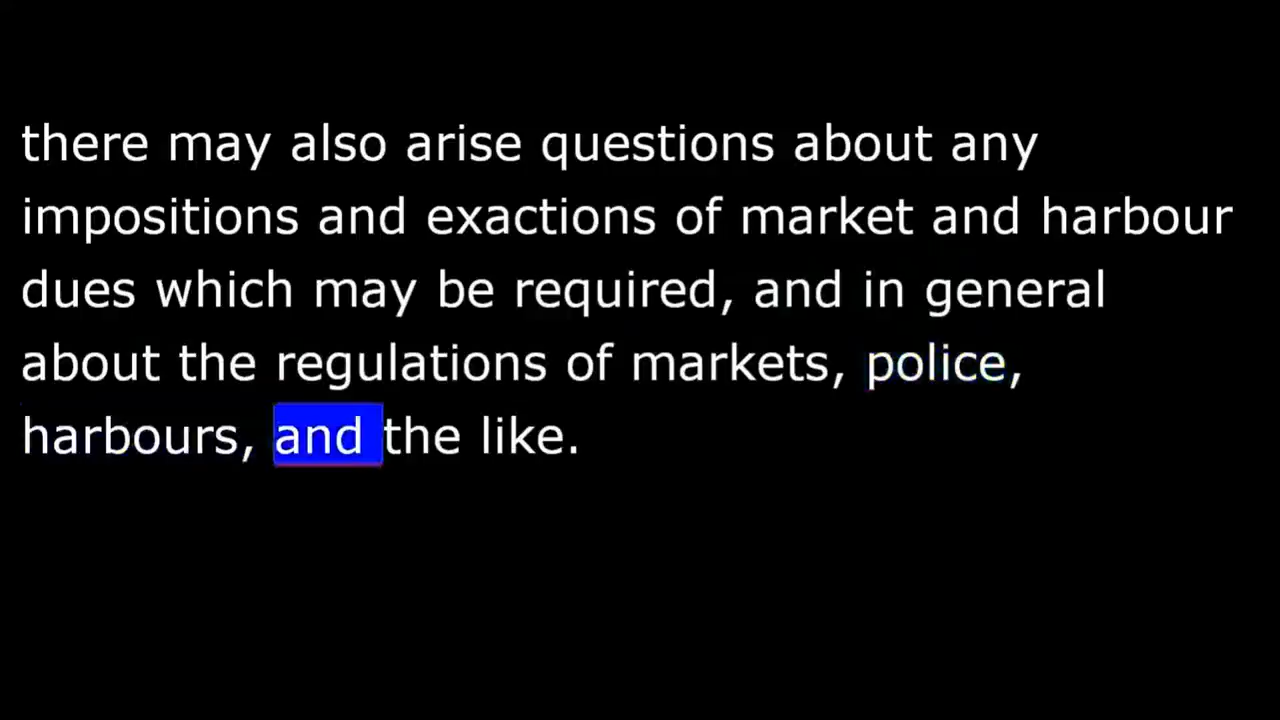 there may also arise questions about any
impositions and exactions of market and harbour
dues which may be required, and in general
about the regulations of markets, police,
harbours, and the like.